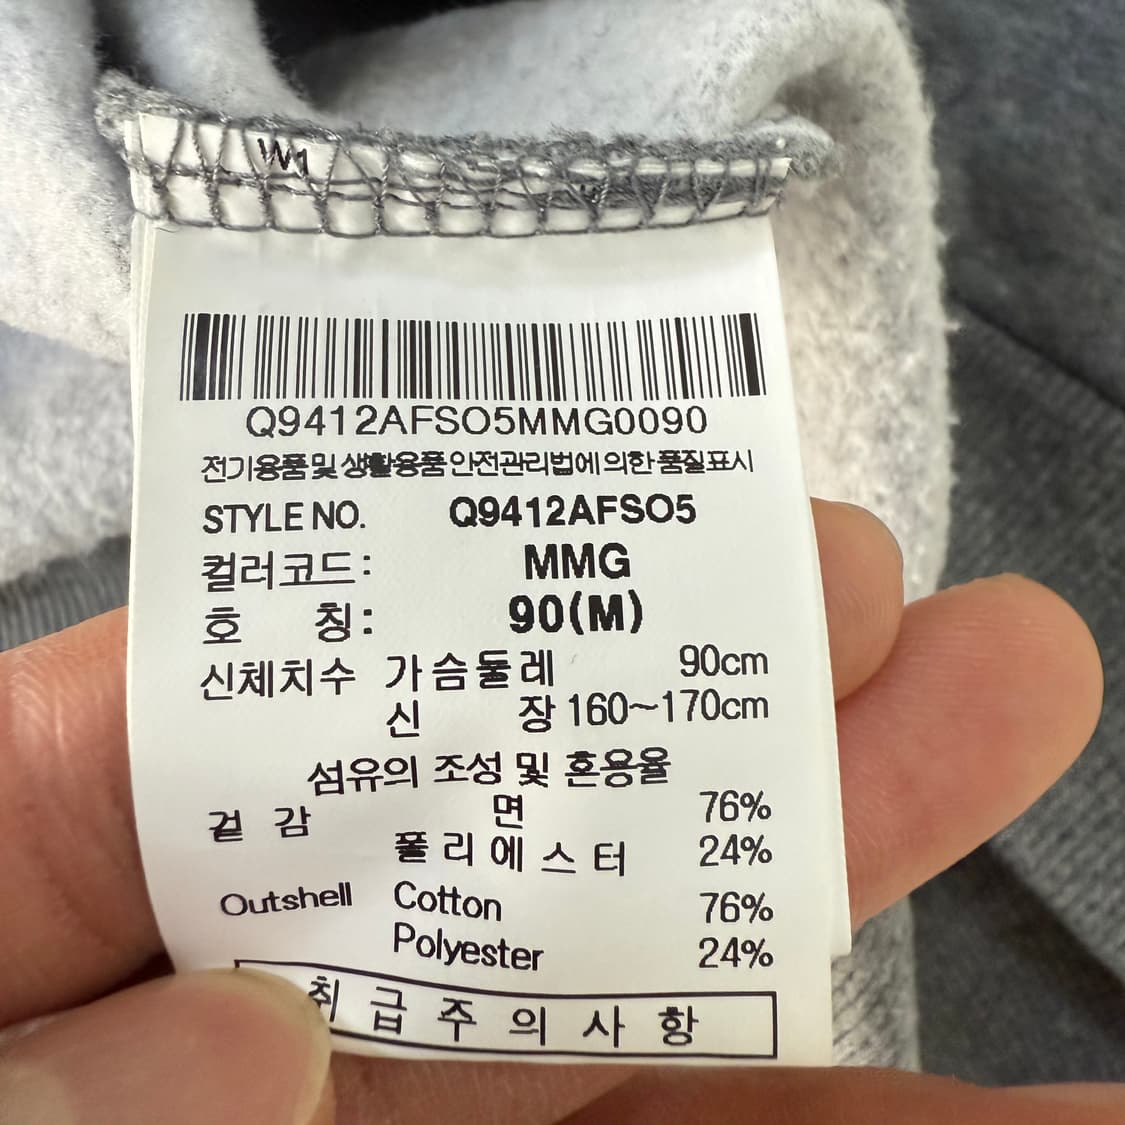 W1
Q9412AFSO5MMG0090
전기용품 및 생활용품 안전관리법에 의한 품질표시
STYLE NO. Q9412AFSO5
컬러코드: MMG
호 칭: 90(M)
신체치수 가슴둘레 90cm
신 장 160~170cm
섬유의 조성 및 혼용율
겉 감 면 76%
폴리에스터 24%
Outshell Cotton 76%
Polyester 24%
취 급 주 의 사 항